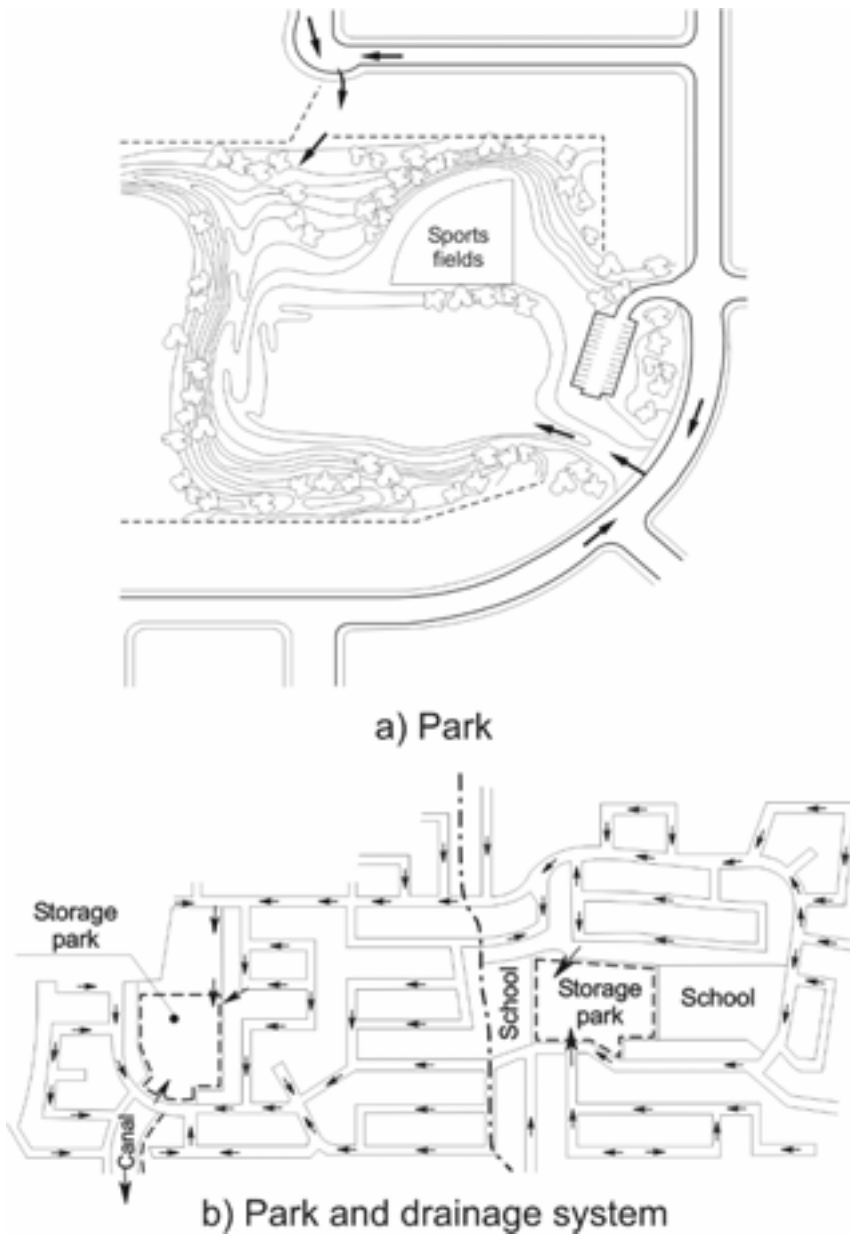 Sports
fields
a) Park
Storage
park
School
Storage
park
School
Canal
b) Park and drainage system